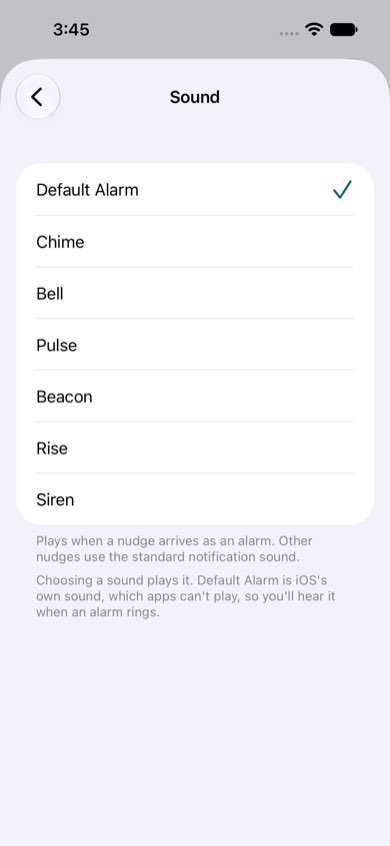 3:45
Sound
Default Alarm
Chime
Bell
Pulse
Beacon
Rise
Siren
Plays when a nudge arrives as an alarm. Other
nudges use the standard notification sound.
Choosing a sound plays it. Default Alarm is iOS's
own sound, which apps can't play, so you'll hear it
when an alarm rings.